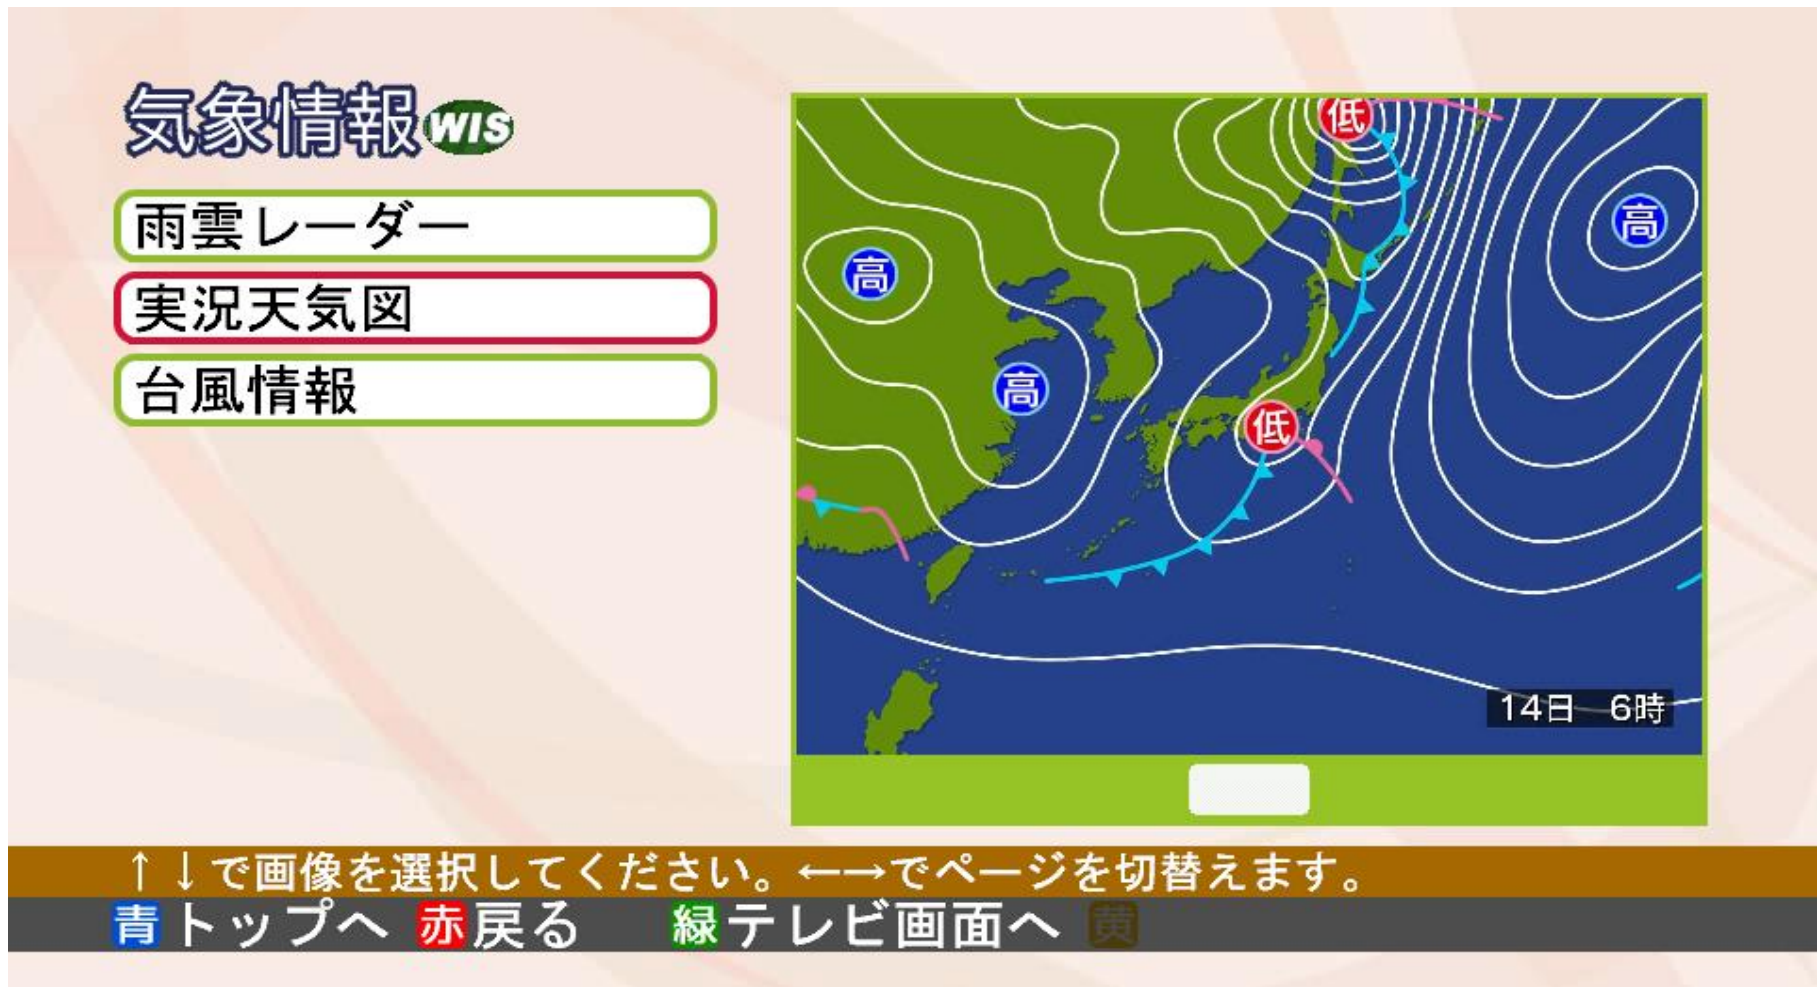 気象情報 WIS
雨雲レーダー
実況天気図
台風情報
低
高
高
高
低
14日 6時
↑↓で画像を選択してください。←→でページを切替えます。
青 トップへ 赤 戻る 緑 テレビ画面へ 黄